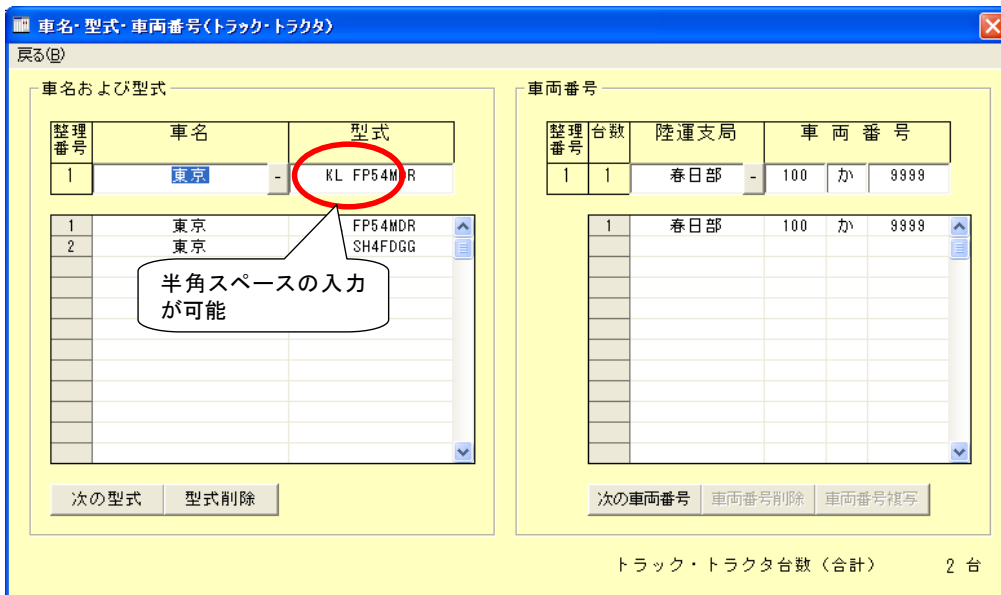 車名・型式・車両番号(トラック・トラクタ)
戻る(B)
車名および型式
整理番号 車名 型式
1 東京 - KL FP54MDR
1 東京 FP54MDR
2 東京 SH4FDGG
半角スペースの入力
が可能
次の型式 型式削除
車両番号
整理番号 台数 陸運支局 車両番号
1 1 春日部 - 100 か 9999
1 春日部 100 か 9999
次の車両番号 車両番号削除 車両番号複写
トラック・トラクタ台数(合計) 2 台